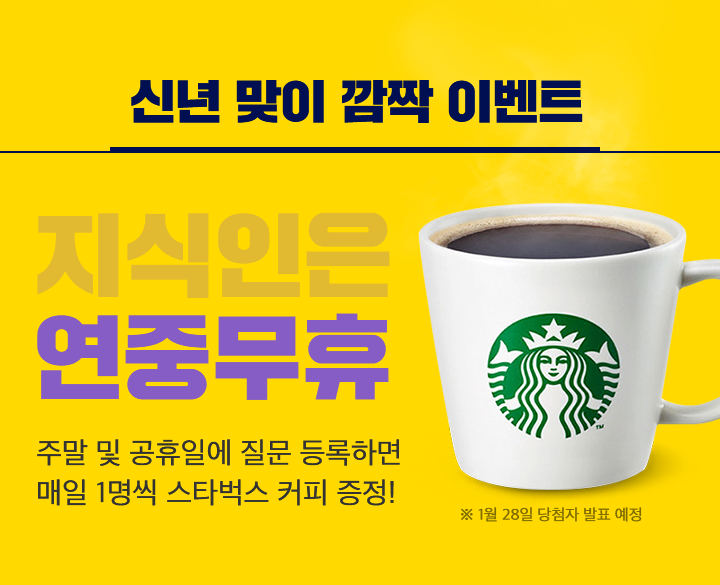 신년 맞이 깜짝 이벤트
지식인은
연중무휴
주말 및 공휴일에 질문 등록하면
매일 1명씩 스타벅스 커피 증정!
※ 1월 28일 당첨자 발표 예정
TM